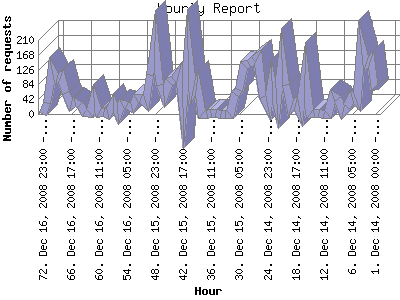 Hourly Report
Number of requests
210
168
126
84
42
0
72. Dec 16, 2008 23:00 -...
66. Dec 16, 2008 17:00 -...
60. Dec 16, 2008 11:00 -...
54. Dec 16, 2008 05:00 -...
48. Dec 15, 2008 23:00 -...
42. Dec 15, 2008 17:00 -...
36. Dec 15, 2008 11:00 -...
30. Dec 15, 2008 05:00 -...
24. Dec 14, 2008 23:00 -...
18. Dec 14, 2008 17:00 -...
12. Dec 14, 2008 11:00 -...
6. Dec 14, 2008 05:00 -...
1. Dec 14, 2008 00:00 -...
Hour